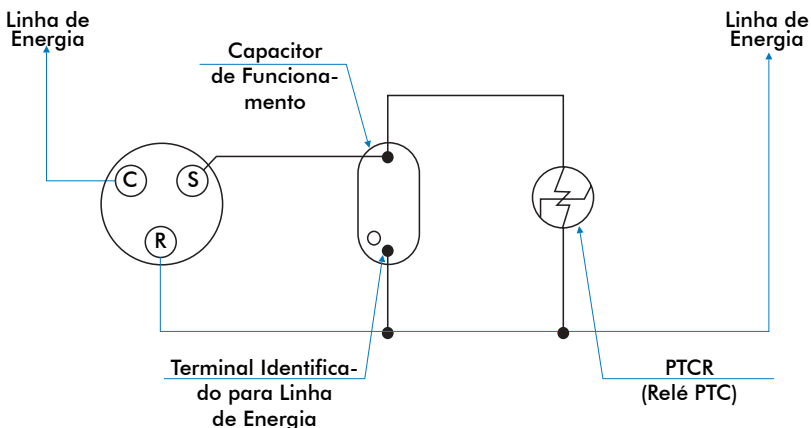 Linha de
Energia
Linha de
Energia
Capacitor
de Funciona-
mento
C
S
R
Terminal Identifica-
do para Linha
de Energia
PTCR
(Relé PTC)